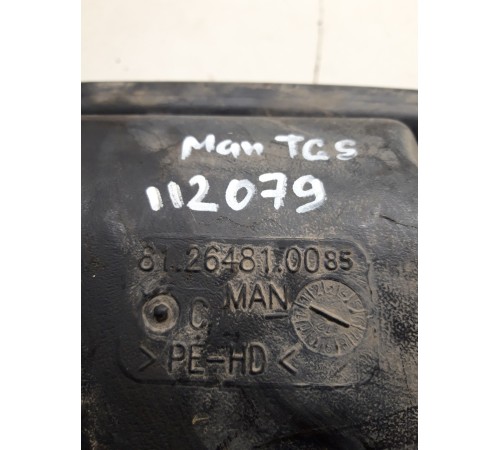 Man TGS
112079
81.26481.0085
C MAN
>PE-HD<